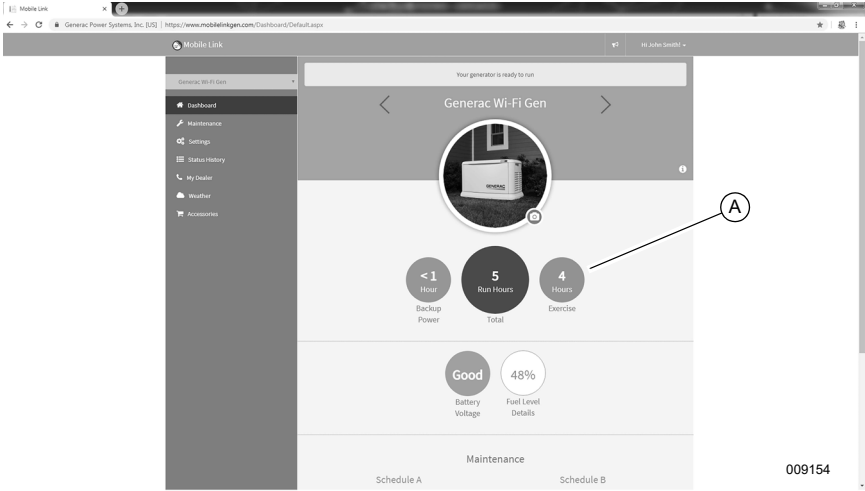 Mobile Link
Generac Power Systems, Inc. [US] | https://www.mobilelinkgen.com/Dashboard/Default.aspx
Mobile Link
Hi John Smith!
Generac Wi-Fi Gen
Your generator is ready to run
Dashboard
Maintenance
Settings
Status History
My Dealer
Weather
Accessories
Generac Wi-Fi Gen
GENERAC
A
< 1
Hour
Backup
Power
5
Run Hours
Total
4
Hours
Exercise
Good
Battery
Voltage
48%
Fuel Level
Details
Maintenance
Schedule A
Schedule B
009154